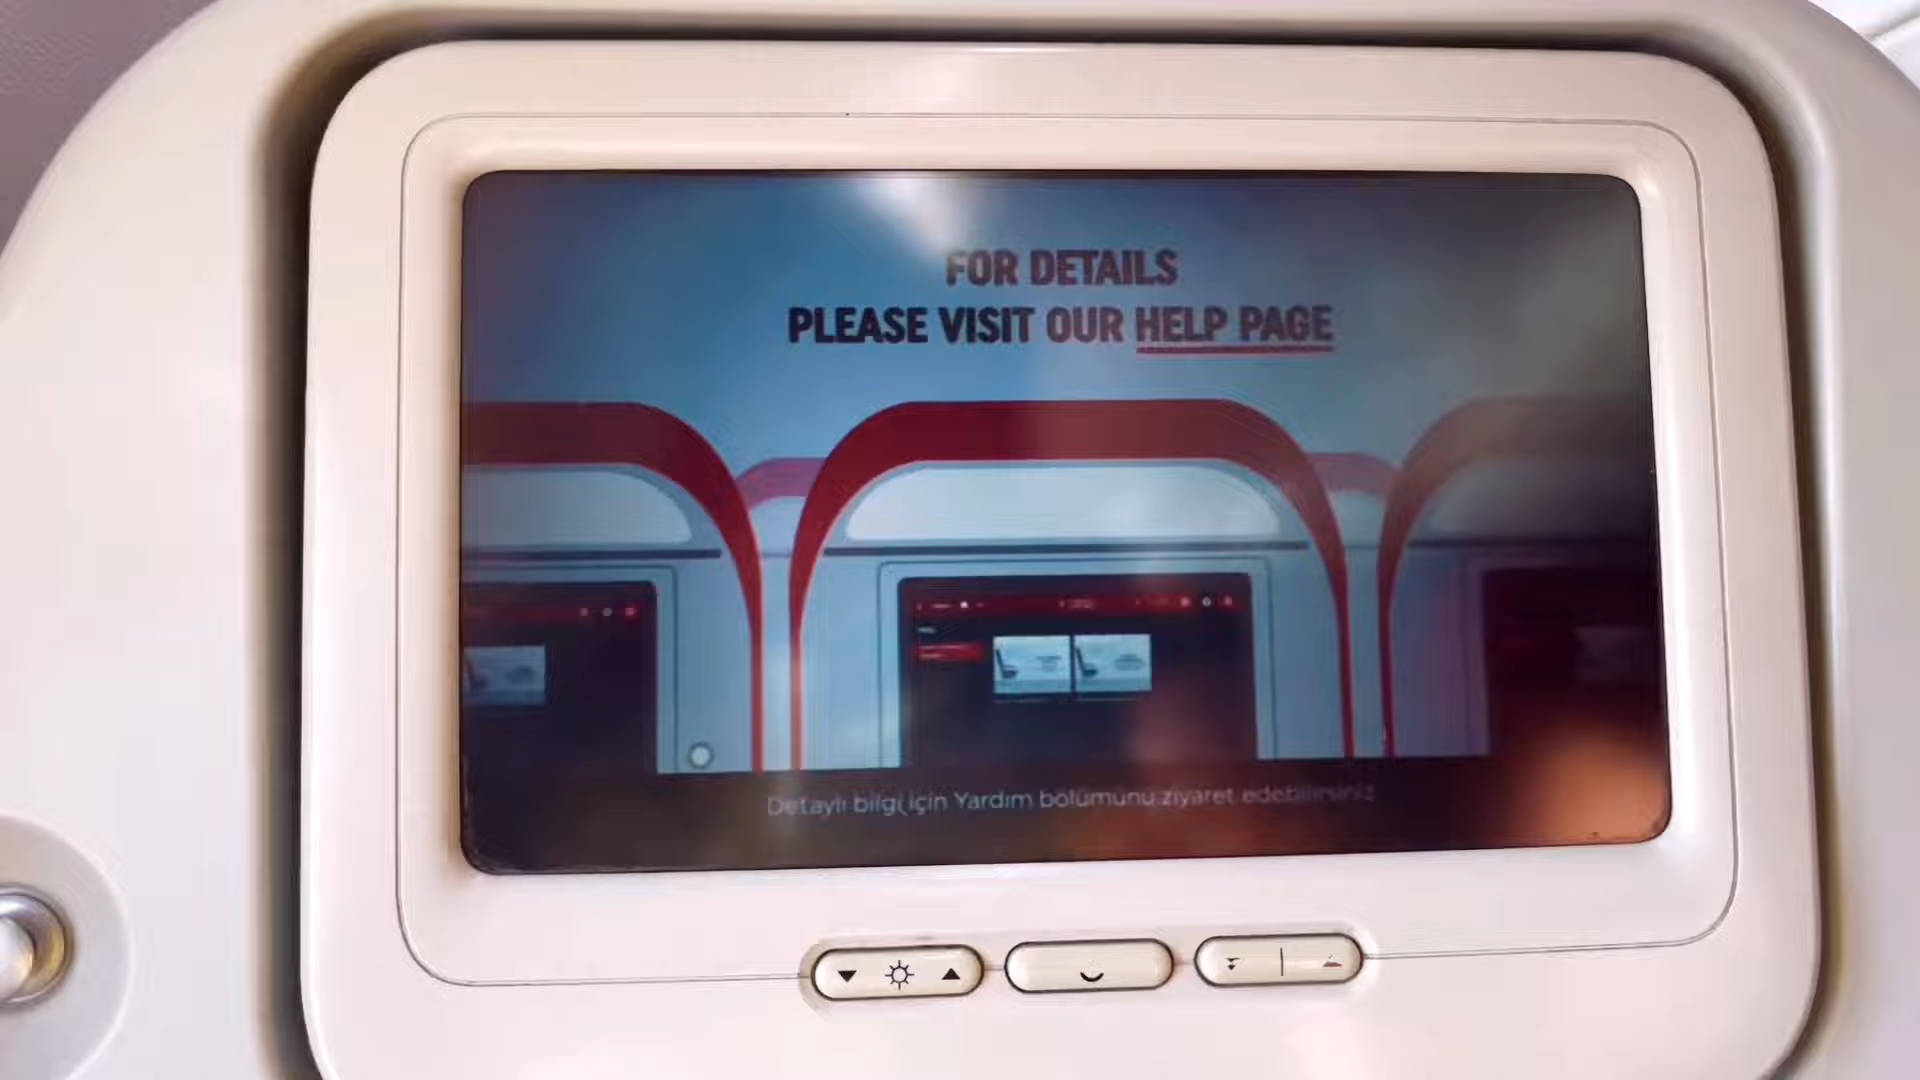 FOR DETAILS
PLEASE VISIT OUR HELP PAGE
Detaylı bilgi için Yardım bölümünü ziyaret edebilirsiniz